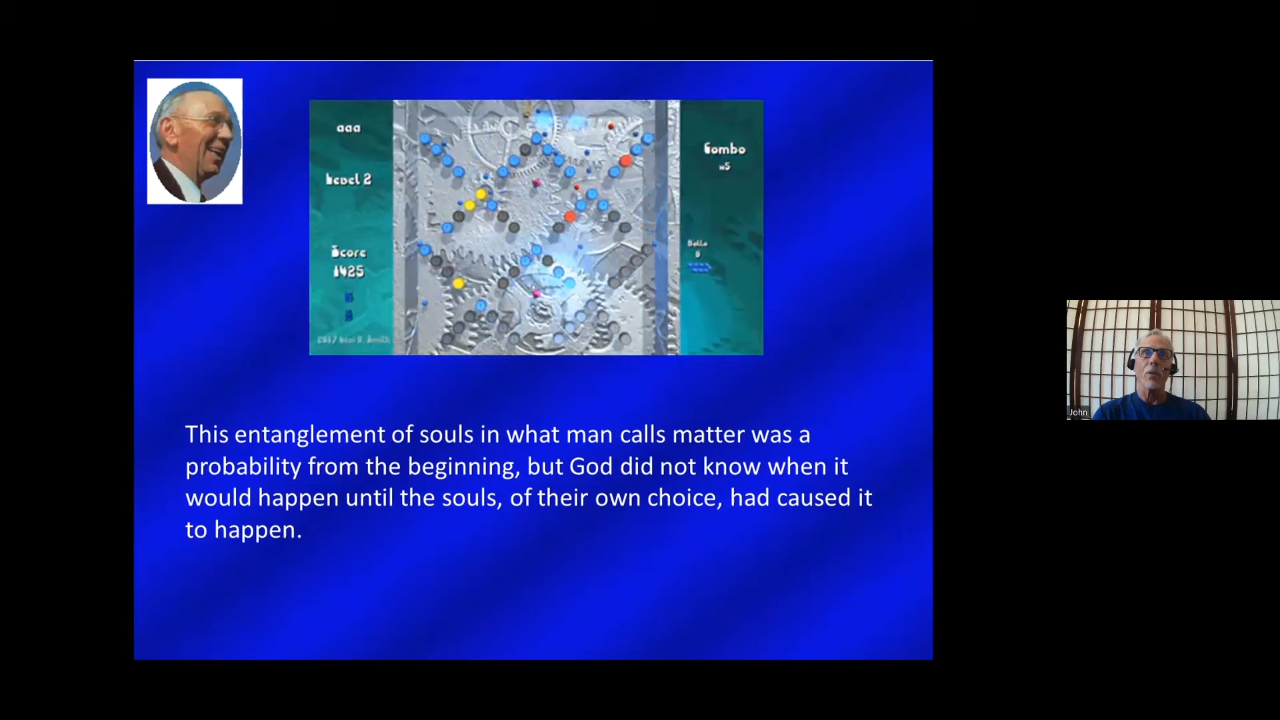 aaa
Level 2
Score
1425
Combo
x5
Balls
8
This entanglement of souls in what man calls matter was a
probability from the beginning, but God did not know when it
would happen until the souls, of their own choice, had caused it
to happen.
John